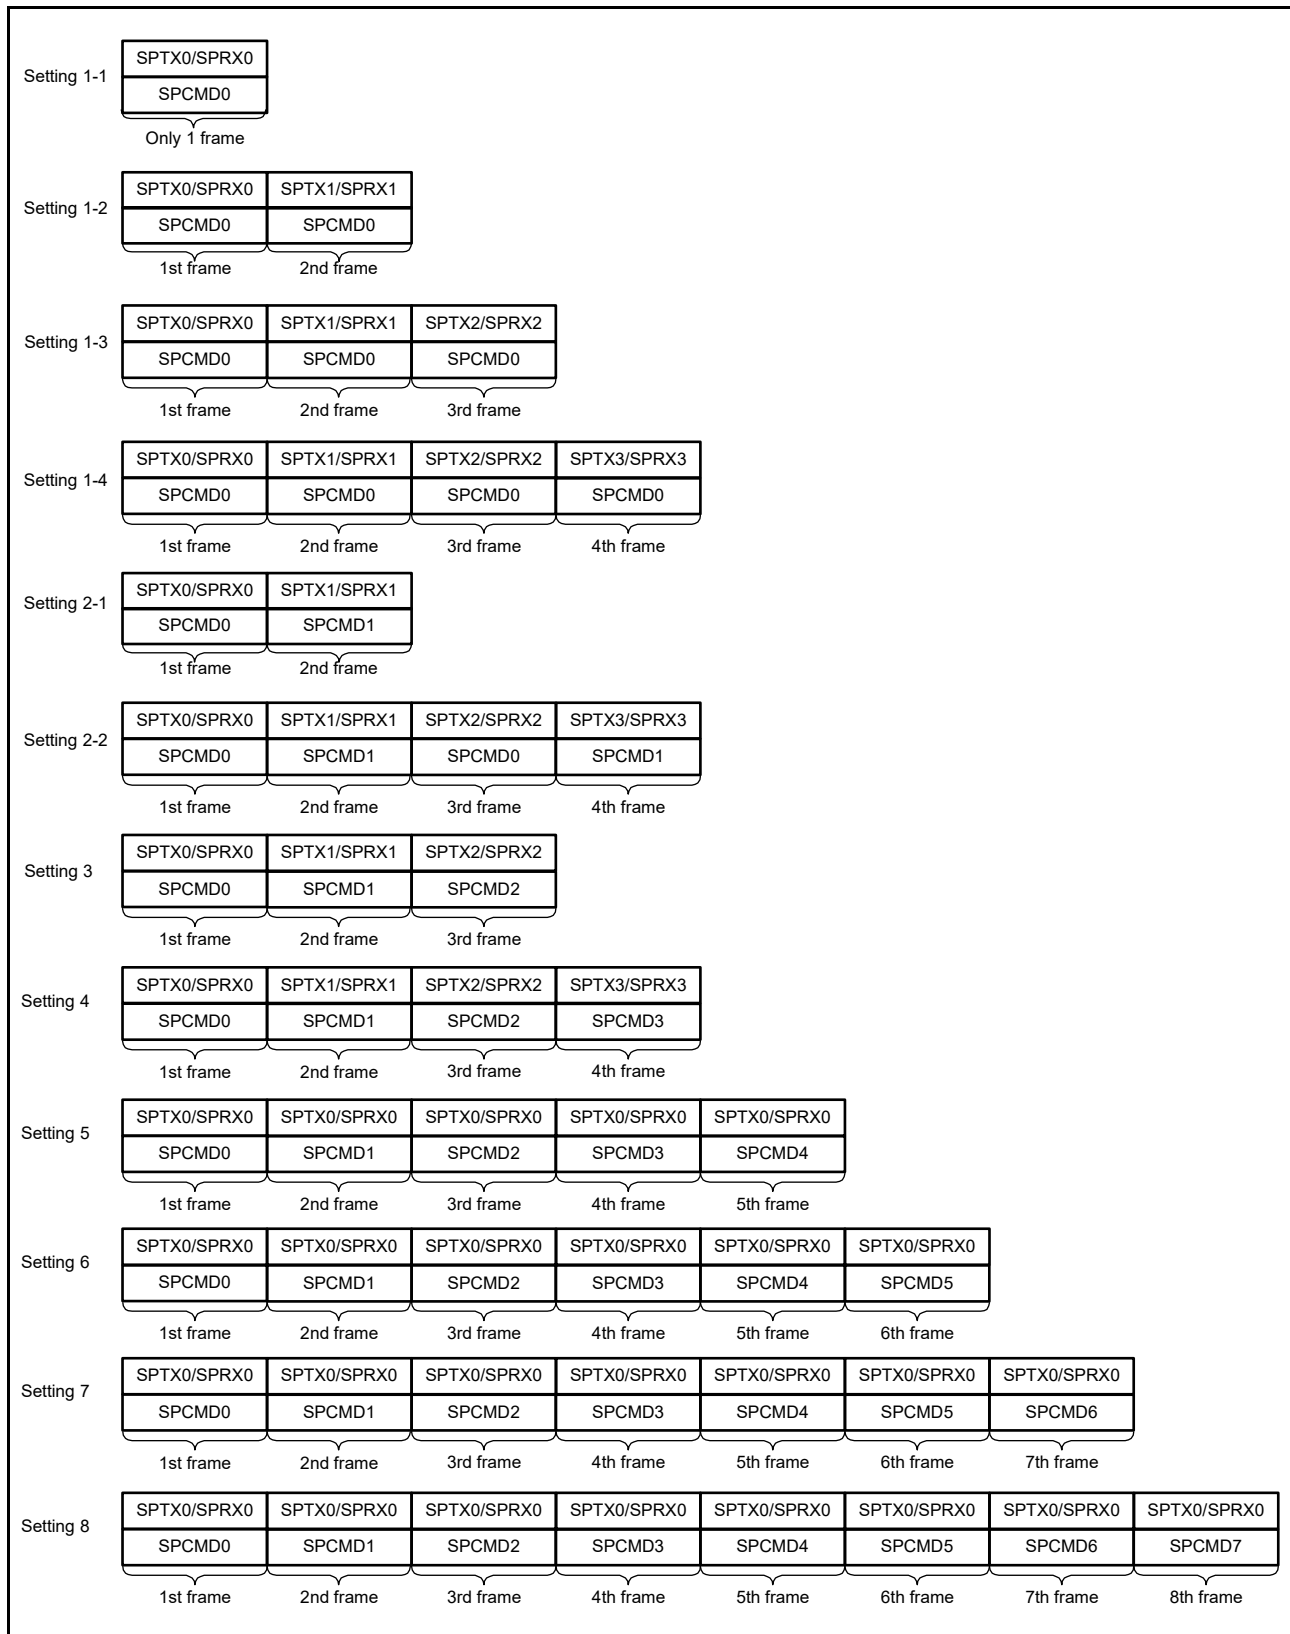 Setting 1-1
SPTX0/SPRX0
SPCMD0
Only 1 frame
Setting 1-2
SPTX0/SPRX0 SPTX1/SPRX1
SPCMD0 SPCMD0
1st frame 2nd frame
Setting 1-3
SPTX0/SPRX0 SPTX1/SPRX1 SPTX2/SPRX2
SPCMD0 SPCMD0 SPCMD0
1st frame 2nd frame 3rd frame
Setting 1-4
SPTX0/SPRX0 SPTX1/SPRX1 SPTX2/SPRX2 SPTX3/SPRX3
SPCMD0 SPCMD0 SPCMD0 SPCMD0
1st frame 2nd frame 3rd frame 4th frame
Setting 2-1
SPTX0/SPRX0 SPTX1/SPRX1
SPCMD0 SPCMD1
1st frame 2nd frame
Setting 2-2
SPTX0/SPRX0 SPTX1/SPRX1 SPTX2/SPRX2 SPTX3/SPRX3
SPCMD0 SPCMD1 SPCMD0 SPCMD1
1st frame 2nd frame 3rd frame 4th frame
Setting 3
SPTX0/SPRX0 SPTX1/SPRX1 SPTX2/SPRX2
SPCMD0 SPCMD1 SPCMD2
1st frame 2nd frame 3rd frame
Setting 4
SPTX0/SPRX0 SPTX1/SPRX1 SPTX2/SPRX2 SPTX3/SPRX3
SPCMD0 SPCMD1 SPCMD2 SPCMD3
1st frame 2nd frame 3rd frame 4th frame
Setting 5
SPTX0/SPRX0 SPTX0/SPRX0 SPTX0/SPRX0 SPTX0/SPRX0 SPTX0/SPRX0
SPCMD0 SPCMD1 SPCMD2 SPCMD3 SPCMD4
1st frame 2nd frame 3rd frame 4th frame 5th frame
Setting 6
SPTX0/SPRX0 SPTX0/SPRX0 SPTX0/SPRX0 SPTX0/SPRX0 SPTX0/SPRX0 SPTX0/SPRX0
SPCMD0 SPCMD1 SPCMD2 SPCMD3 SPCMD4 SPCMD5
1st frame 2nd frame 3rd frame 4th frame 5th frame 6th frame
Setting 7
SPTX0/SPRX0 SPTX0/SPRX0 SPTX0/SPRX0 SPTX0/SPRX0 SPTX0/SPRX0 SPTX0/SPRX0 SPTX0/SPRX0
SPCMD0 SPCMD1 SPCMD2 SPCMD3 SPCMD4 SPCMD5 SPCMD6
1st frame 2nd frame 3rd frame 4th frame 5th frame 6th frame 7th frame
Setting 8
SPTX0/SPRX0 SPTX0/SPRX0 SPTX0/SPRX0 SPTX0/SPRX0 SPTX0/SPRX0 SPTX0/SPRX0 SPTX0/SPRX0 SPTX0/SPRX0
SPCMD0 SPCMD1 SPCMD2 SPCMD3 SPCMD4 SPCMD5 SPCMD6 SPCMD7
1st frame 2nd frame 3rd frame 4th frame 5th frame 6th frame 7th frame 8th frame